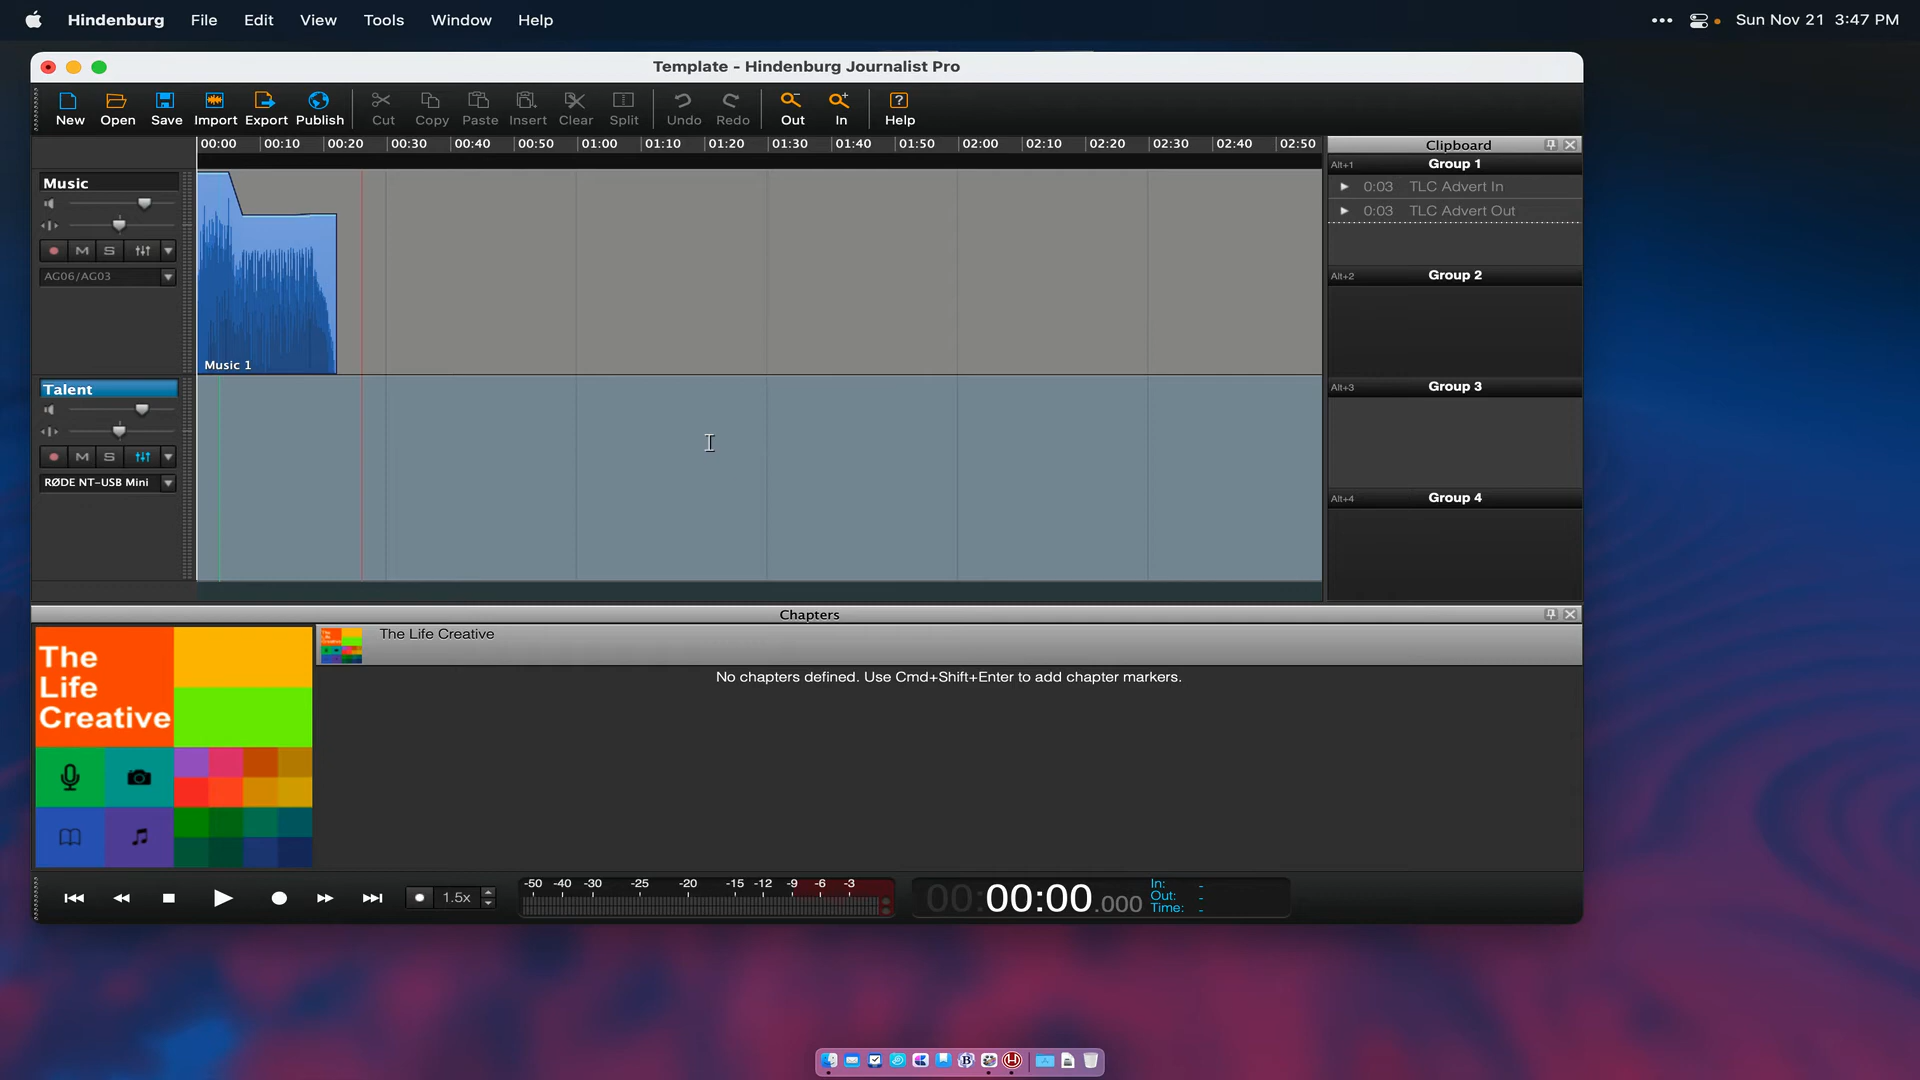 Hindenburg File Edit View Tools Window Help Sun Nov 21 3:47 PM
Template - Hindenburg Journalist Pro
New Open Save Import Export Publish Cut Copy Paste Insert Clear Split Undo Redo Out In Help
00:00 00:10 00:20 00:30 00:40 00:50 01:00 01:10 01:20 01:30 01:40 01:50 02:00 02:10 02:20 02:30 02:40 02:50
Clipboard
Alt+1 Group 1
0:03 TLC Advert In
0:03 TLC Advert Out
Alt+2 Group 2
Alt+3 Group 3
Alt+4 Group 4
Music
M S
AG06/AG03
Music 1
Talent
M S
RØDE NT-USB Mini
Chapters
The Life Creative
No chapters defined. Use Cmd+Shift+Enter to add chapter markers.
The
Life
Creative
1.5x
-50 -40 -30 -25 -20 -15 -12 -9 -6 -3
00:00:00.000
In: -
Out: -
Time: -